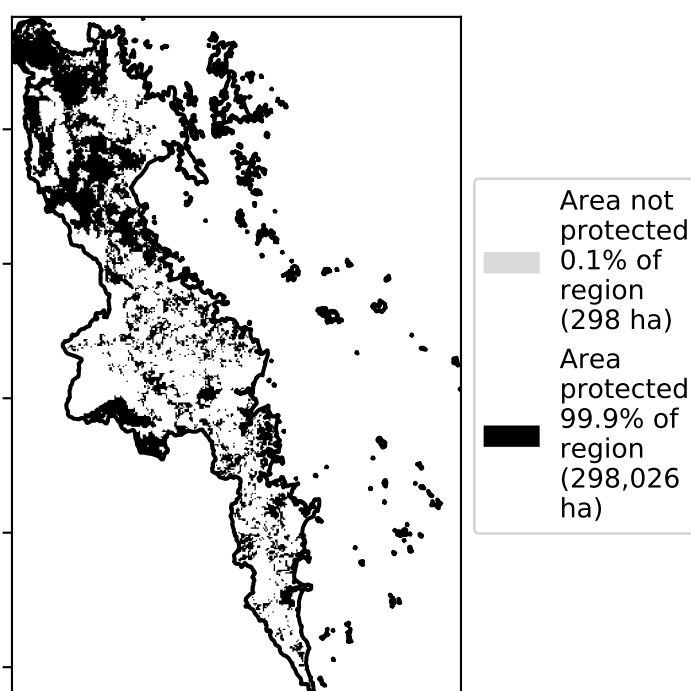 Area not
protected
0.1% of
region
(298 ha)
Area
protected
99.9% of
region
(298,026
ha)